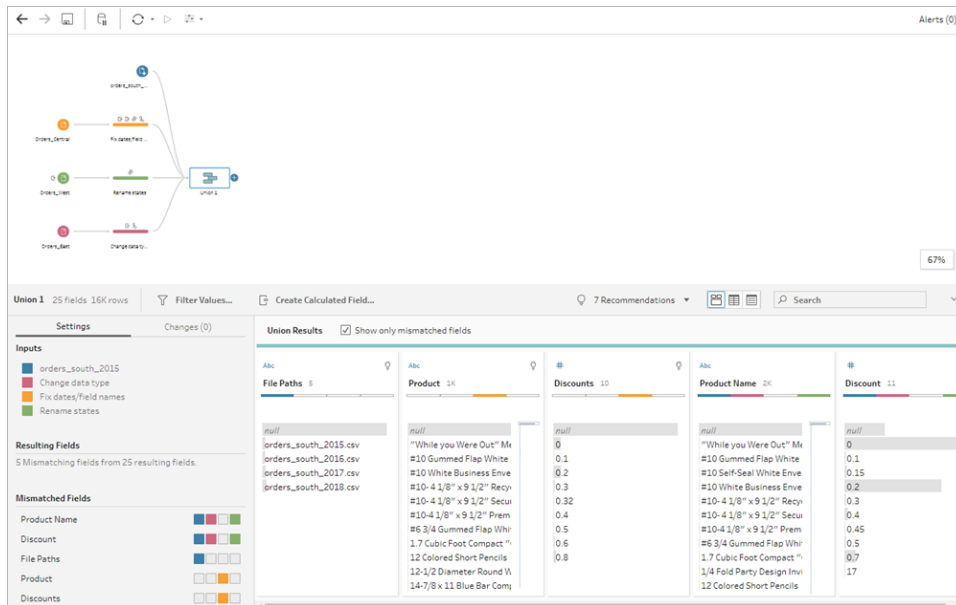 Alerts (0)
orders_south_...
Orders_Central
Fix dates/field ...
Orders_West
Rename states
Union 1
Orders_East
Change data ty...
67%
Union 1 25 fields 16K rows
Filter Values...
Create Calculated Field...
7 Recommendations
Search
Settings
Changes (0)
Union Results
Show only mismatched fields
Inputs
orders_south_2015
Change data type
Fix dates/field names
Rename states
Resulting Fields
5 Mismatching fields from 25 resulting fields.
Mismatched Fields
Product Name
Discount
File Paths
Product
Discounts
Abc
File Paths 5
null
orders_south_2015.csv
orders_south_2016.csv
orders_south_2017.csv
orders_south_2018.csv
Abc
Product 1K
null
"While you Were Out" Me
#10 Gummed Flap White
#10 White Business Enve
#10- 4 1/8" x 9 1/2" Recyc
#10- 4 1/8" x 9 1/2" Secur
#10-4 1/8" x 9 1/2" Prem
#6 3/4 Gummed Flap Whit
1.7 Cubic Foot Compact "
12 Colored Short Pencils
12-1/2 Diameter Round W
14-7/8 x 11 Blue Bar Comp
#
Discounts 10
null
0
0.1
0.2
0.3
0.32
0.4
0.5
0.6
0.8
Abc
Product Name 2K
null
"While you Were Out" Me
#10 Gummed Flap White
#10 Self-Seal White Enve
#10 White Business Enve
#10- 4 1/8" x 9 1/2" Recyc
#10- 4 1/8" x 9 1/2" Secur
#10-4 1/8" x 9 1/2" Prem
#6 3/4 Gummed Flap Whit
1.7 Cubic Foot Compact "
1/4 Fold Party Design Invi
12 Colored Short Pencils
#
Discount 11
null
0
0.1
0.15
0.2
0.3
0.4
0.45
0.5
0.7
17